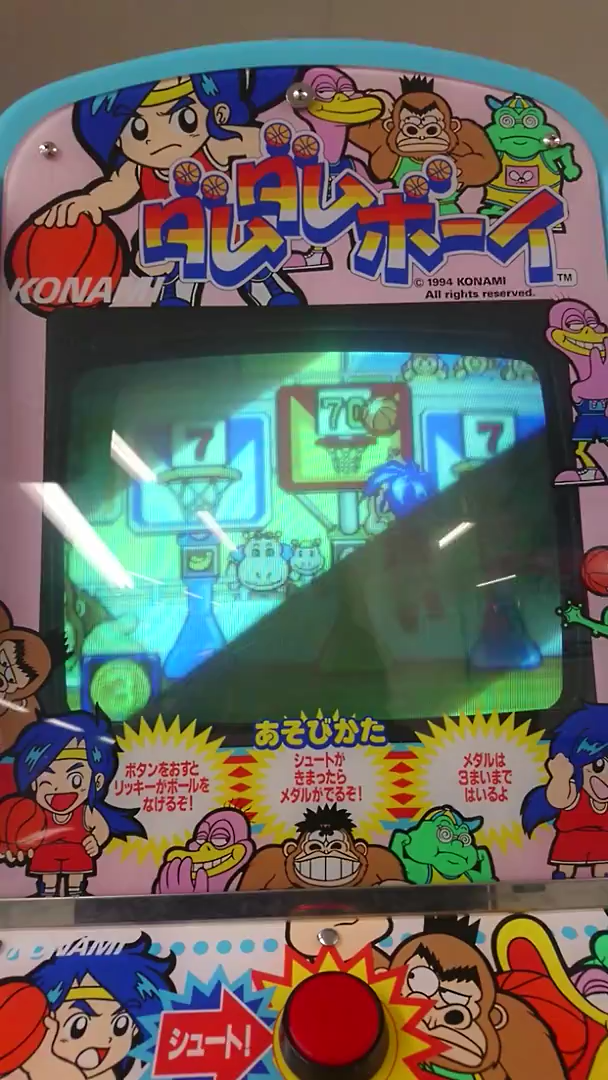 ダムダムボーイ
TM
KONAMI
© 1994 KONAMI
All rights reserved.
70
7
7
3
あそびかた
ボタンをおすと
リッキーがボールを
なげるぞ!
シュートが
きまったら
メダルがでるぞ!
メダルは
3まいまで
はいるよ
KONAMI
シュート!